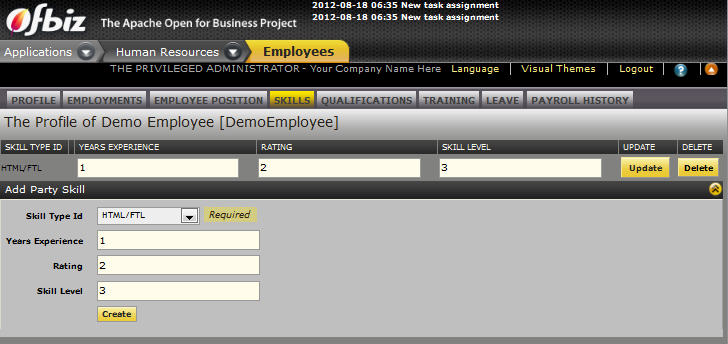 Ofbiz The Apache Open for Business Project
2012-08-18 06:35 New task assignment
2012-08-18 06:35 New task assignment
Applications Human Resources Employees
THE PRIVILEGED ADMINISTRATOR - Your Company Name Here Language Visual Themes Logout ?
PROFILE EMPLOYMENTS EMPLOYEE POSITION SKILLS QUALIFICATIONS TRAINING LEAVE PAYROLL HISTORY
The Profile of Demo Employee [DemoEmployee]
SKILL TYPE ID YEARS EXPERIENCE RATING SKILL LEVEL UPDATE DELETE
HTML/FTL 1 2 3 Update Delete
Add Party Skill
Skill Type Id HTML/FTL Required
Years Experience 1
Rating 2
Skill Level 3
Create